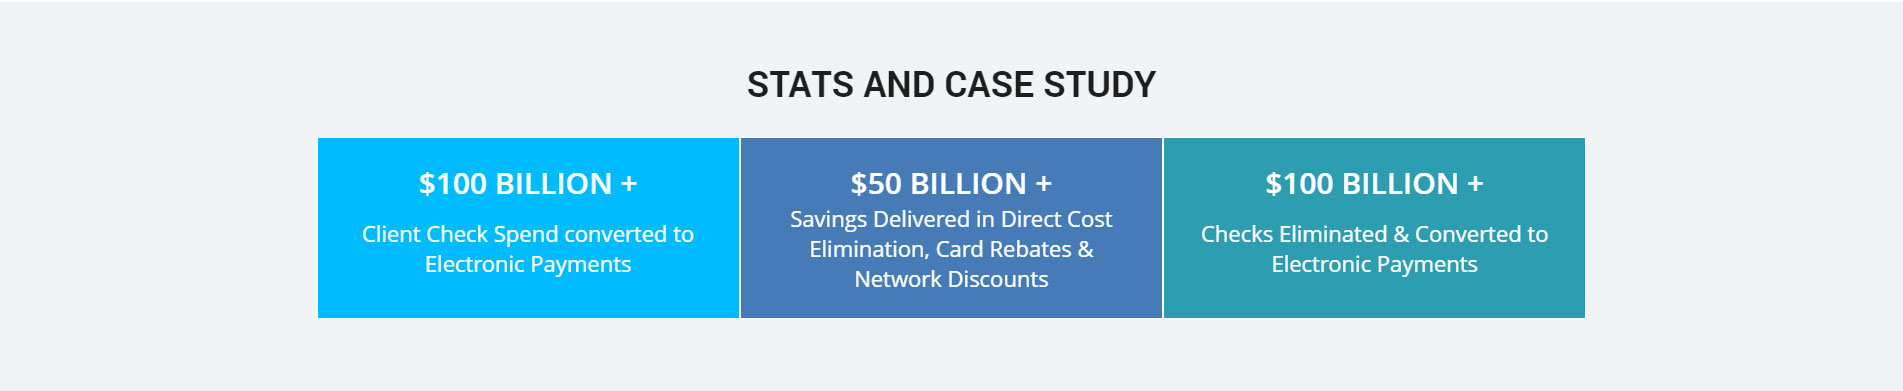 STATS AND CASE STUDY
$100 BILLION +
Client Check Spend converted to
Electronic Payments
$50 BILLION +
Savings Delivered in Direct Cost
Elimination, Card Rebates &
Network Discounts
$100 BILLION +
Checks Eliminated & Converted to
Electronic Payments